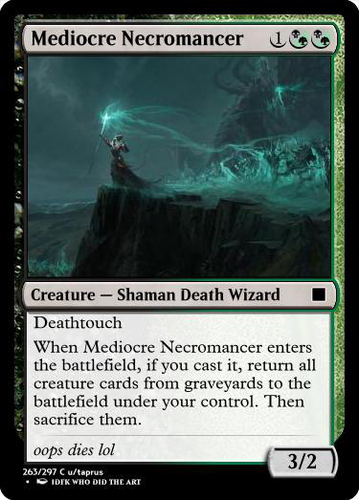 Mediocre Necromancer 1
Creature — Shaman Death Wizard
Deathtouch
When Mediocre Necromancer enters
the battlefield, if you cast it, return all
creature cards from graveyards to the
battlefield under your control. Then
sacrifice them.
oops dies lol
3/2
263/297 C u/taprus
• IDFK WHO DID THE ART